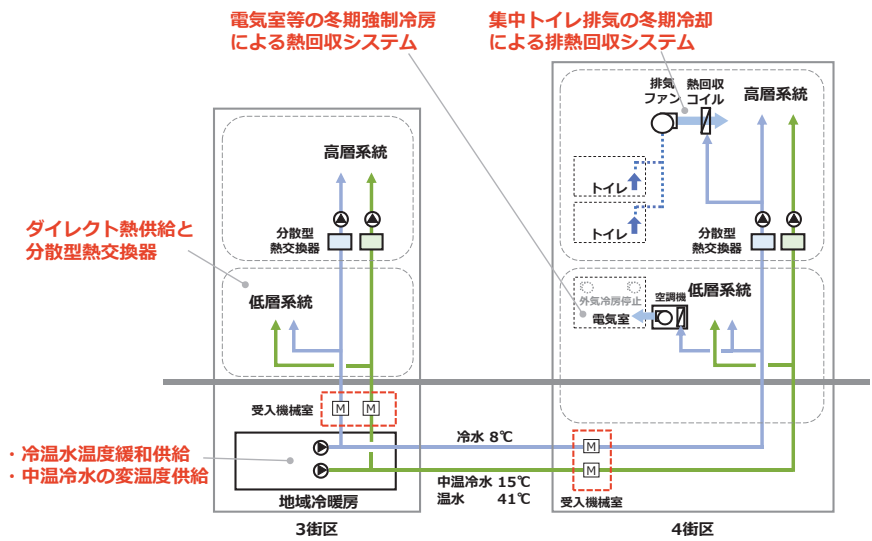 電気室等の冬期強制冷房
による熱回収システム
集中トイレ排気の冬期冷却
による排熱回収システム
排気
ファン
熱回収
コイル
高層系統
トイレ
トイレ
分散型
熱交換器
高層系統
分散型
熱交換器
ダイレクト熱供給と
分散型熱交換器
低層系統
外気冷房停止
電気室
空調機
低層系統
受入機械室
M
M
・冷温水温度緩和供給
・中温冷水の変温度供給
地域冷暖房
冷水 8℃
中温冷水 15℃
温水 41℃
M
M
受入機械室
3街区
4街区